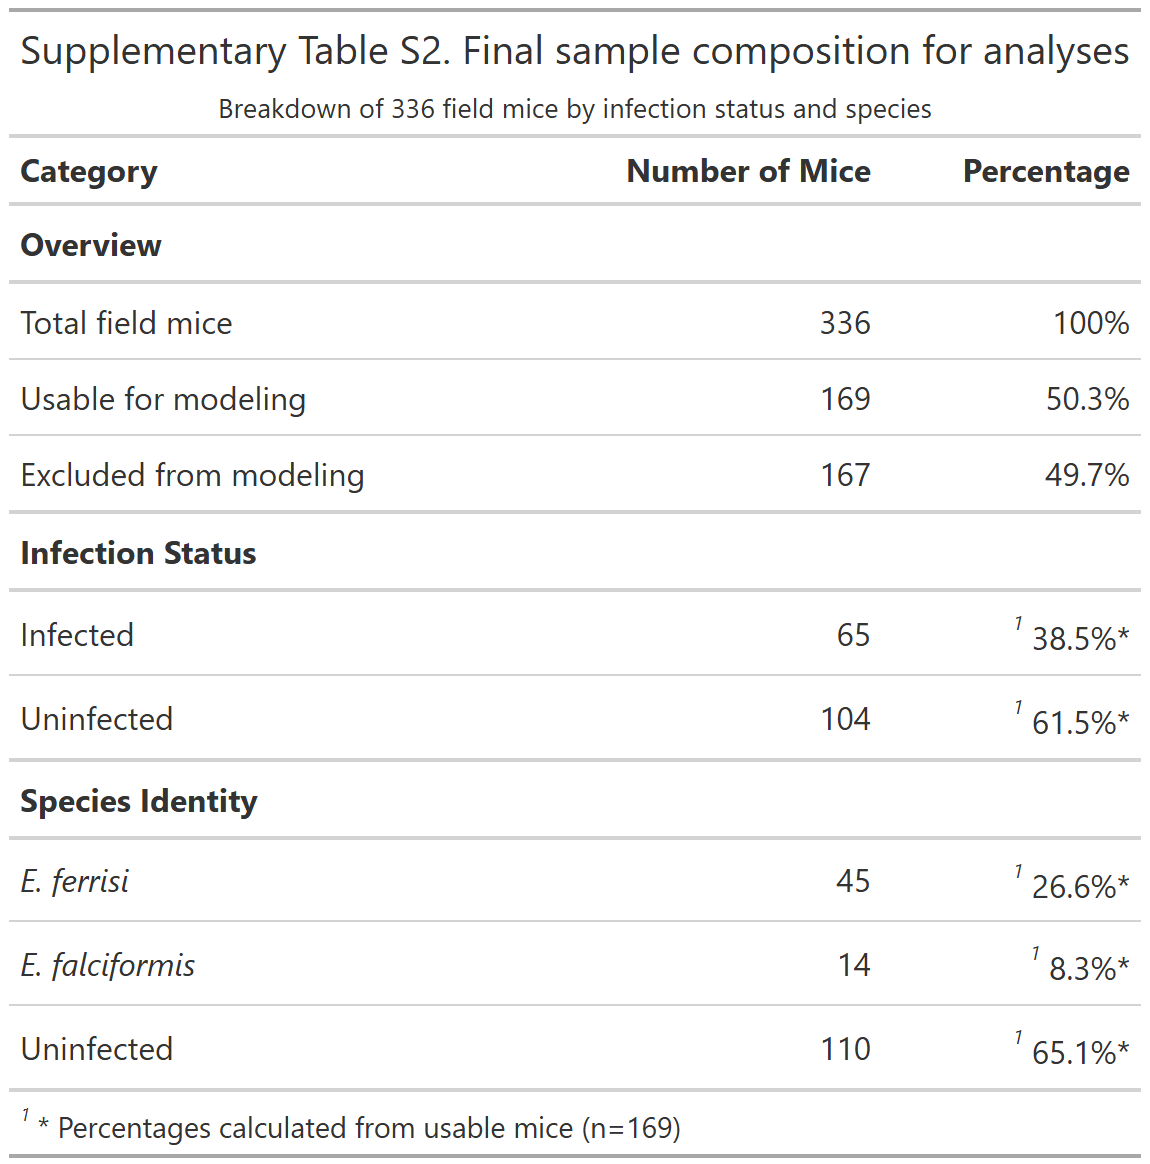 Supplementary Table S2. Final sample composition for analyses
Breakdown of 336 field mice by infection status and species
Category Number of Mice Percentage
Overview
Total field mice 336 100%
Usable for modeling 169 50.3%
Excluded from modeling 167 49.7%
Infection Status
Infected 65 1 38.5%*
Uninfected 104 1 61.5%*
Species Identity
E. ferrisi 45 1 26.6%*
E. falciformis 14 1 8.3%*
Uninfected 110 1 65.1%*
1 * Percentages calculated from usable mice (n=169)